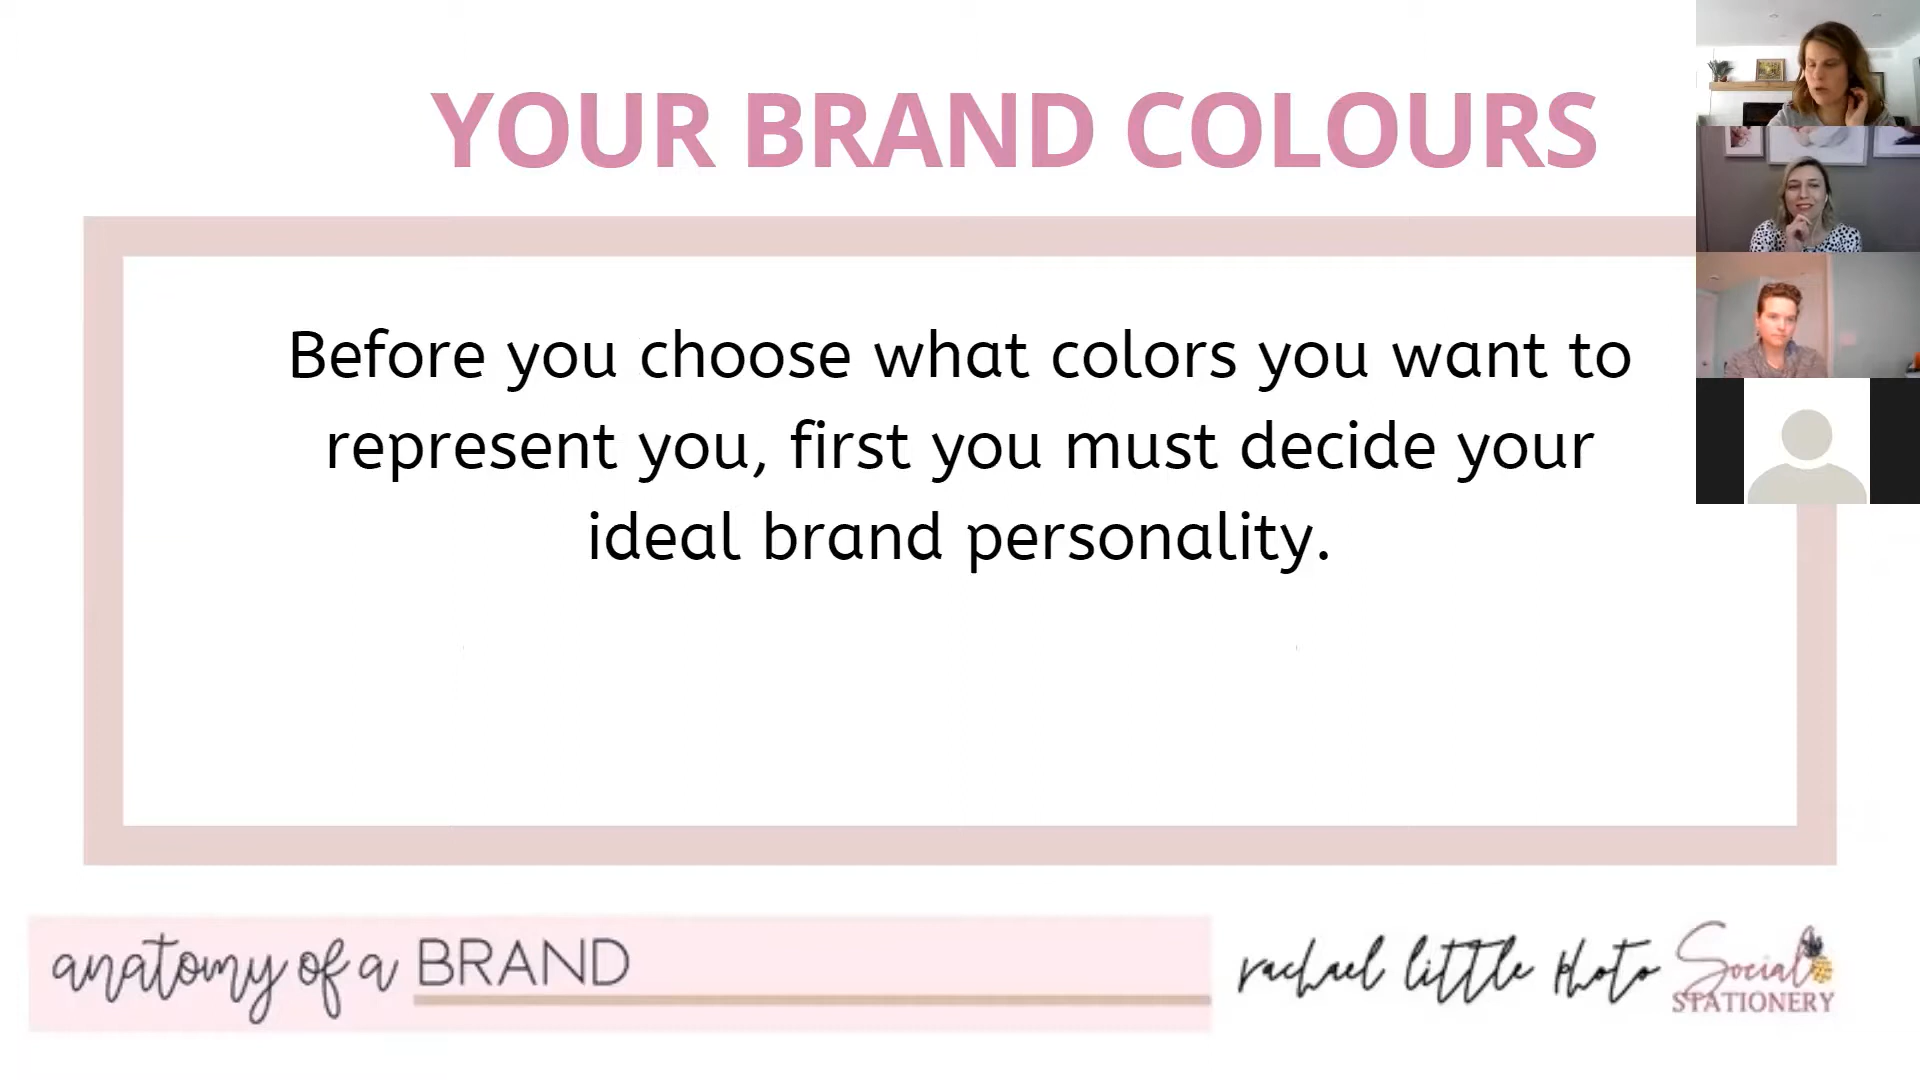 YOUR BRAND COLOURS
Before you choose what colors you want to
represent you, first you must decide your
ideal brand personality.
anatomy of a BRAND
rachael little photo
Social
STATIONERY